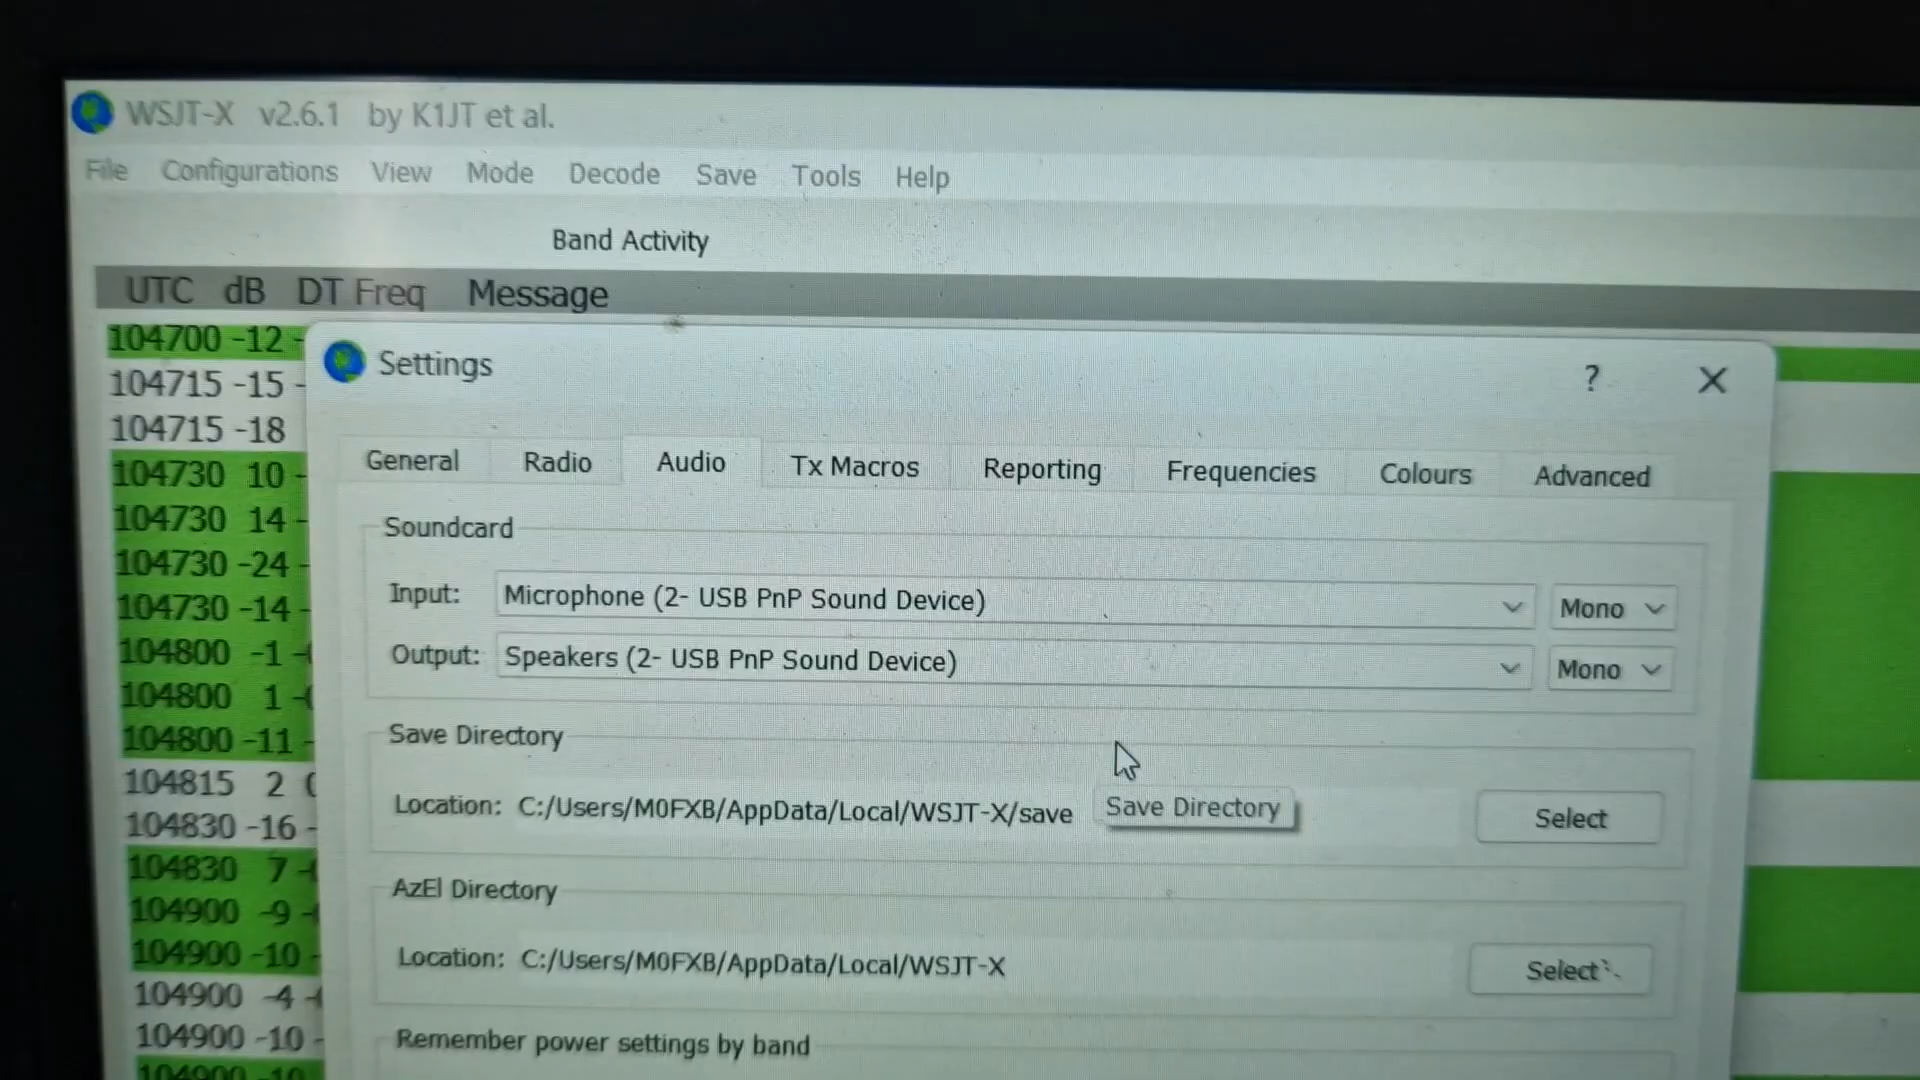 WSJT-X v2.6.1 by K1JT et al.
File Configurations View Mode Decode Save Tools Help
Band Activity
UTC dB DT Freq Message
104700 -12 -
104715 -15 -
104715 -18
104730 10 -
104730 14 -
104730 -24 -
104730 -14 -
104800 -1 -
104800 1 -
104800 -11 -
104815 2
104830 -16 -
104830 7 -
104900 -9 -
104900 -10 -
104900 -4 -
104900 -10 -
104900 -10
Settings
? X
General Radio Audio Tx Macros Reporting Frequencies Colours Advanced
Soundcard
Input: Microphone (2- USB PnP Sound Device) Mono
Output: Speakers (2- USB PnP Sound Device) Mono
Save Directory
Location: C:/Users/M0FXB/AppData/Local/WSJT-X/save Save Directory Select
AzEl Directory
Location: C:/Users/M0FXB/AppData/Local/WSJT-X Select
Remember power settings by band